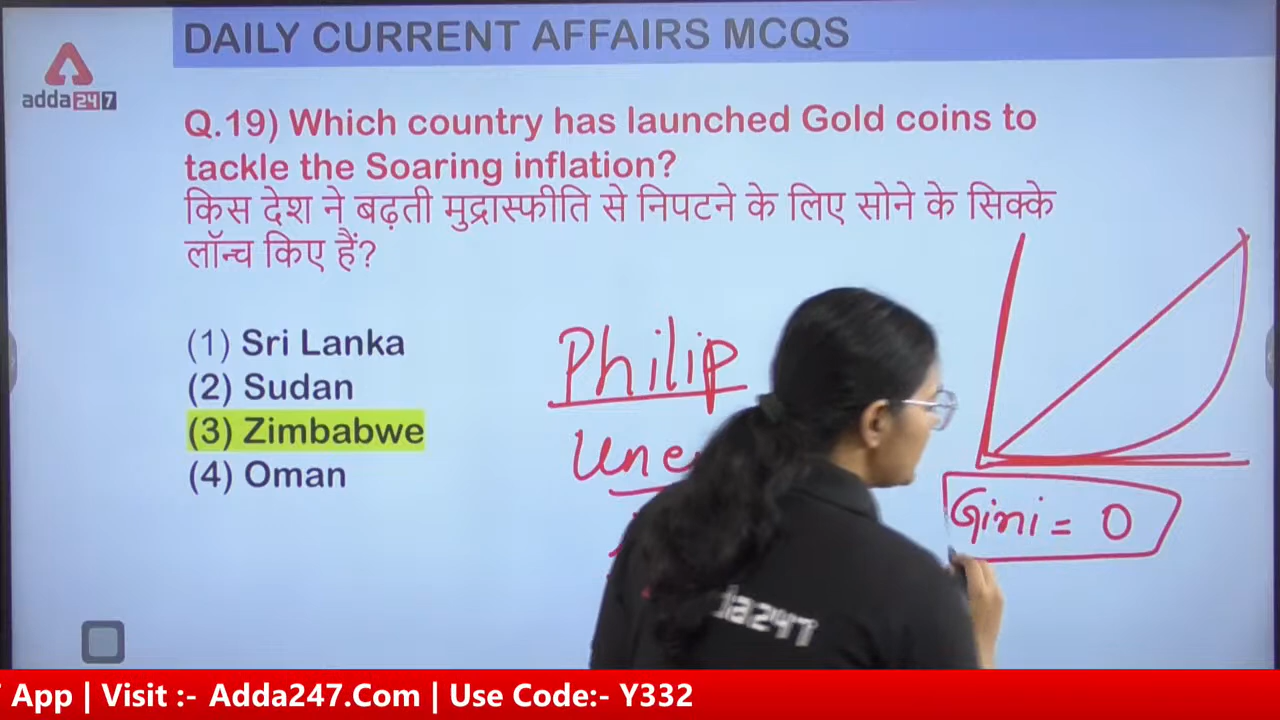 DAILY CURRENT AFFAIRS MCQS
adda247
Q.19) Which country has launched Gold coins to
tackle the Soaring inflation?
किस देश ने बढ़ती मुद्रास्फीति से निपटने के लिए सोने के सिक्के
लॉन्च किए हैं?
(1) Sri Lanka
(2) Sudan
(3) Zimbabwe
(4) Oman
Philip
Gini = 0
da247
App | Visit :- Adda247.Com | Use Code:- Y332